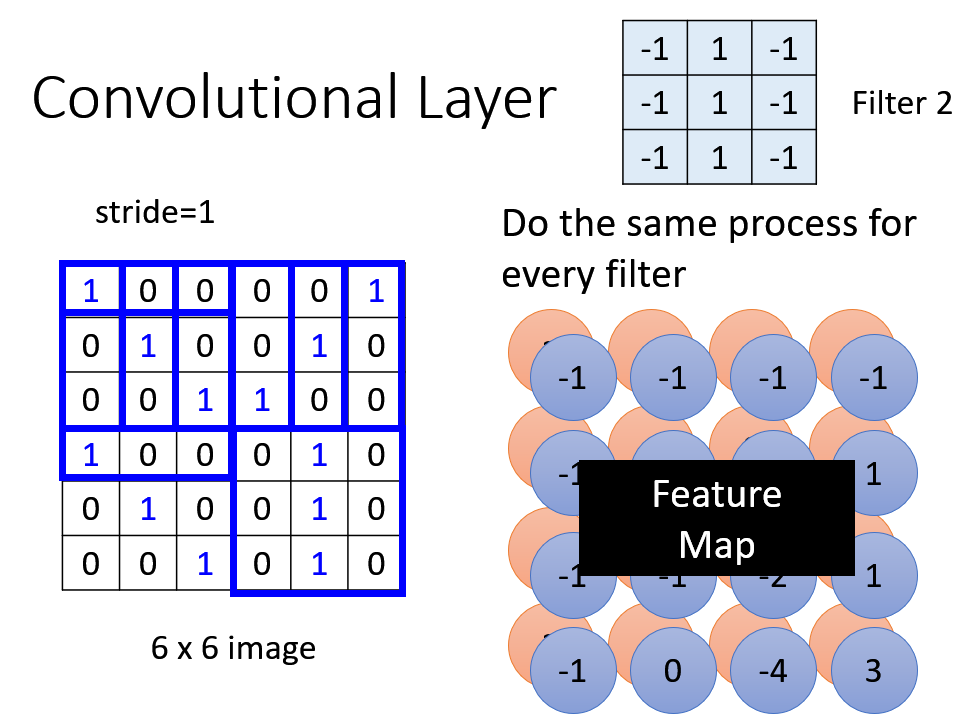 Convolutional Layer
-1 1 -1
-1 1 -1
-1 1 -1
Filter 2
stride=1
Do the same process for
every filter
1 0 0 0 0 1
0 1 0 0 1 0
0 0 1 1 0 0
1 0 0 0 1 0
0 1 0 0 1 0
0 0 1 0 1 0
6 x 6 image
-1 -1 -1 -1
-1 1
Feature
Map
-1 -1 -2 1
-1 0 -4 3